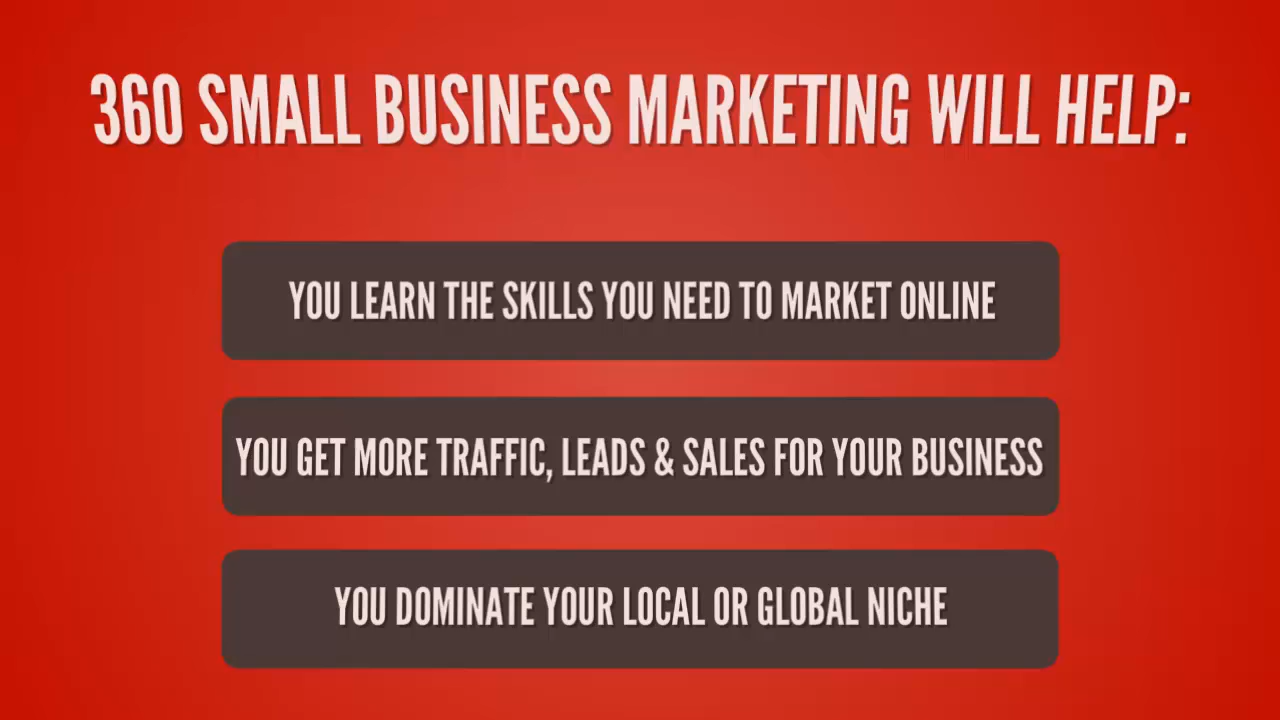 360 SMALL BUSINESS MARKETING WILL HELP:
YOU LEARN THE SKILLS YOU NEED TO MARKET ONLINE
YOU GET MORE TRAFFIC, LEADS & SALES FOR YOUR BUSINESS
YOU DOMINATE YOUR LOCAL OR GLOBAL NICHE